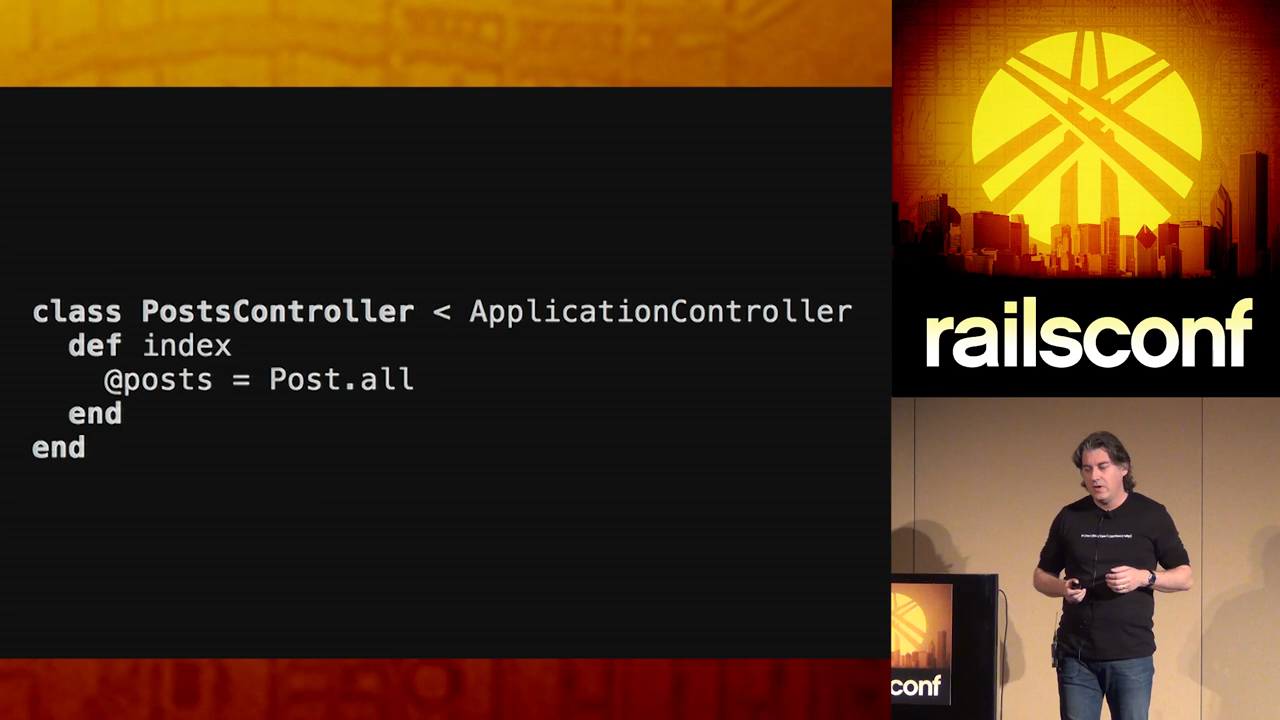 class PostsController < ApplicationController
  def index
    @posts = Post.all
  end
end
railsconf
conf